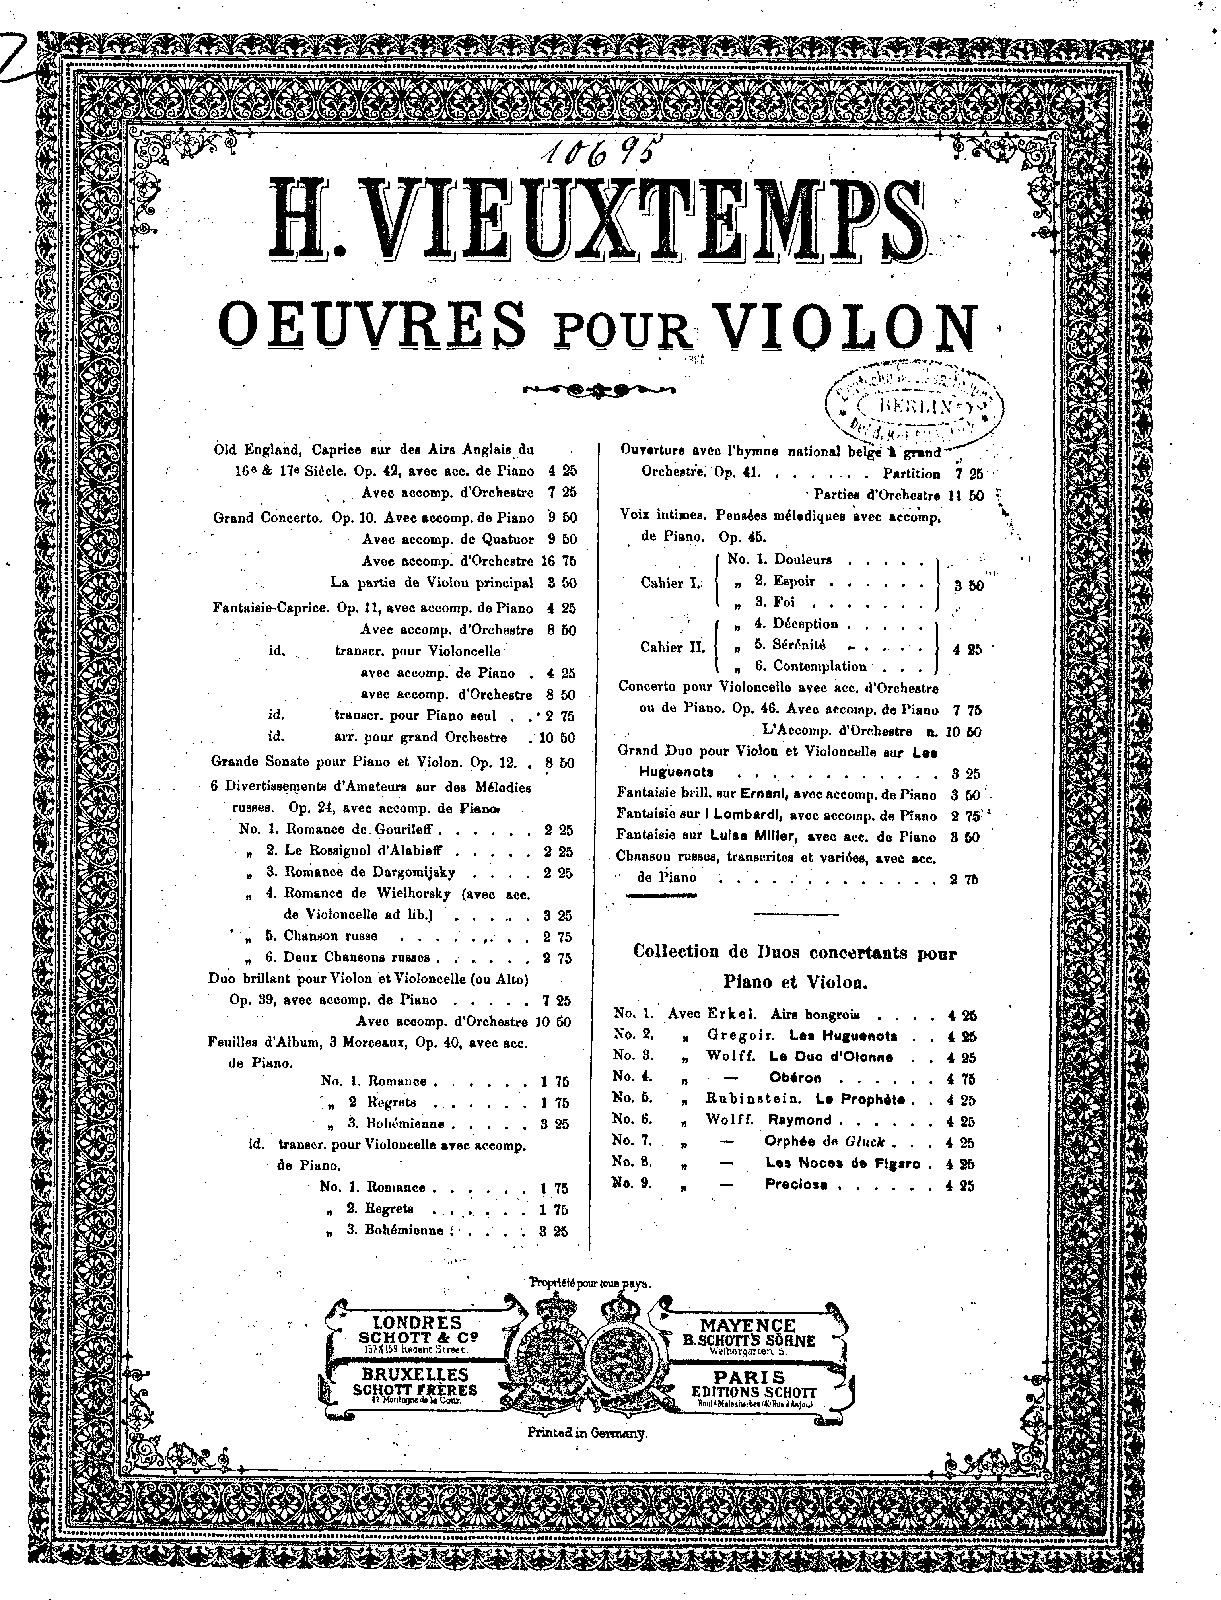 10695
H. VIEUXTEMPS
OEUVRES POUR VIOLON
BERLIN
Old England, Caprice sur des Airs Anglais du
16e & 17e Siècle. Op. 42, avec acc. de Piano 4 25
Avec accomp. d'Orchestre 7 25
Grand Concerto. Op. 10. Avec accomp. de Piano 9 50
Avec accomp. de Quatuor 9 50
Avec accomp. d'Orchestre 16 75
La partie de Violon principal 3 50
Fantaisie-Caprice. Op. 11, avec accomp. de Piano 4 25
Avec accomp. d'Orchestre 8 50
id. transcr. pour Violoncelle
avec accomp. de Piano . 4 25
avec accomp. d'Orchestre 8 50
id. transcr. pour Piano seul . . 2 75
id. arr. pour grand Orchestre . 10 50
Grande Sonate pour Piano et Violon. Op. 12. . 8 50
6 Divertissements d'Amateurs sur des Mélodies
russes. Op. 24, avec accomp. de Piano
No. 1. Romance de Gourileff . . . . . . 2 25
„ 2. Le Rossignol d'Alabieff . . . . . 2 25
„ 3. Romance de Dargomijsky . . . . 2 25
„ 4. Romance de Wielhorsky (avec acc.
de Violoncelle ad lib.) . . . . . 3 25
„ 5. Chanson russe . . . . . . . . 2 75
„ 6. Deux Chansons russes . . . . . . 2 75
Duo brillant pour Violon et Violoncelle (ou Alto)
Op. 39, avec accomp. de Piano . . . . . 7 25
Avec accomp. d'Orchestre 10 50
Feuilles d'Album, 3 Morceaux, Op. 40, avec acc.
de Piano.
No. 1. Romance . . . . . . 1 75
„ 2 Regrets . . . . . . 1 75
„ 3. Bohémienne . . . . . 3 25
id. transcr. pour Violoncelle avec accomp.
de Piano.
No. 1. Romance . . . . . . 1 75
„ 2. Regrets . . . . . . 1 75
„ 3. Bohémienne . . . . . 3 25
Ouverture avec l'hymne national belge à grand
Orchestre. Op. 41. . . . . . . . Partition 7 25
Parties d'Orchestre 11 50
Voix intimes. Pensées mélodiques avec accomp.
de Piano. Op. 45.
No. 1. Douleurs . . . . .
Cahier I. „ 2. Espoir . . . . . . 3 50
„ 3. Foi . . . . . . .
„ 4. Déception . . . . .
Cahier II. „ 5. Sérénité . . . . . 4 25
„ 6. Contemplation . . .
Concerto pour Violoncelle avec acc. d'Orchestre
ou de Piano. Op. 46. Avec accomp. de Piano 7 75
L'Accomp. d'Orchestre n. 10 50
Grand Duo pour Violon et Violoncelle sur Les
Huguenots . . . . . . . . . . . . 3 25
Fantaisie brill. sur Ernani, avec accomp. de Piano 3 50
Fantaisie sur I Lombardi, avec accomp. de Piano 2 75
Fantaisie sur Luisa Miller, avec acc. de Piano 3 50
Chanson russes, transcrites et variées, avec acc.
de Piano . . . . . . . . . . . . . 2 75
Collection de Duos concertants pour
Piano et Violon.
No. 1. Avec Erkel. Airs hongrois . . . . 4 25
No. 2. „ Gregoir. Les Huguenots . . 4 25
No. 3. „ Wolff. Le Duc d'Olonne . . 4 25
No. 4. „ — Obéron . . . . . . 4 75
No. 5. „ Rubinstein. Le Prophète . . 4 25
No. 6. „ Wolff. Raymond . . . . . . 4 25
No. 7. „ — Orphée de Gluck . . . 4 25
No. 8. „ — Les Noces de Figaro . 4 25
No. 9. „ — Preciosa . . . . . . 4 25
Propriété pour tous pays.
LONDRES
SCHOTT & Co
157 & 159 Regent Street.
BRUXELLES
SCHOTT FRÈRES
Montagne de la Cour.
MAYENCE
B. SCHOTT'S SÖHNE
Weihergarten 5.
PARIS
EDITIONS SCHOTT
Printed in Germany.